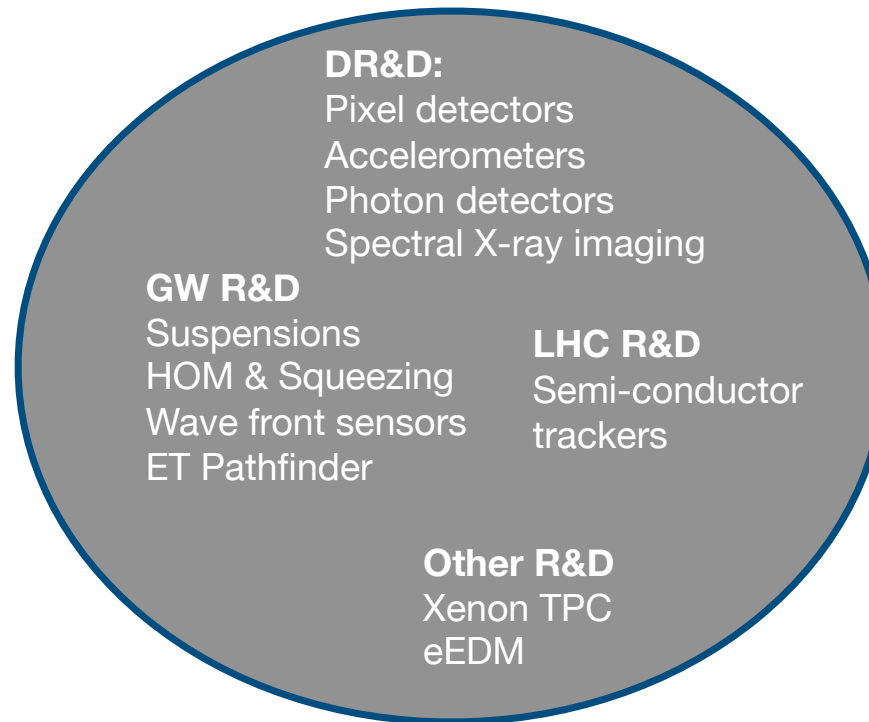 DR&D:
Pixel detectors
Accelerometers
Photon detectors
Spectral X-ray imaging
GW R&D
Suspensions
HOM & Squeezing
Wave front sensors
ET Pathfinder
LHC R&D
Semi-conductor
trackers
Other R&D
Xenon TPC
eEDM